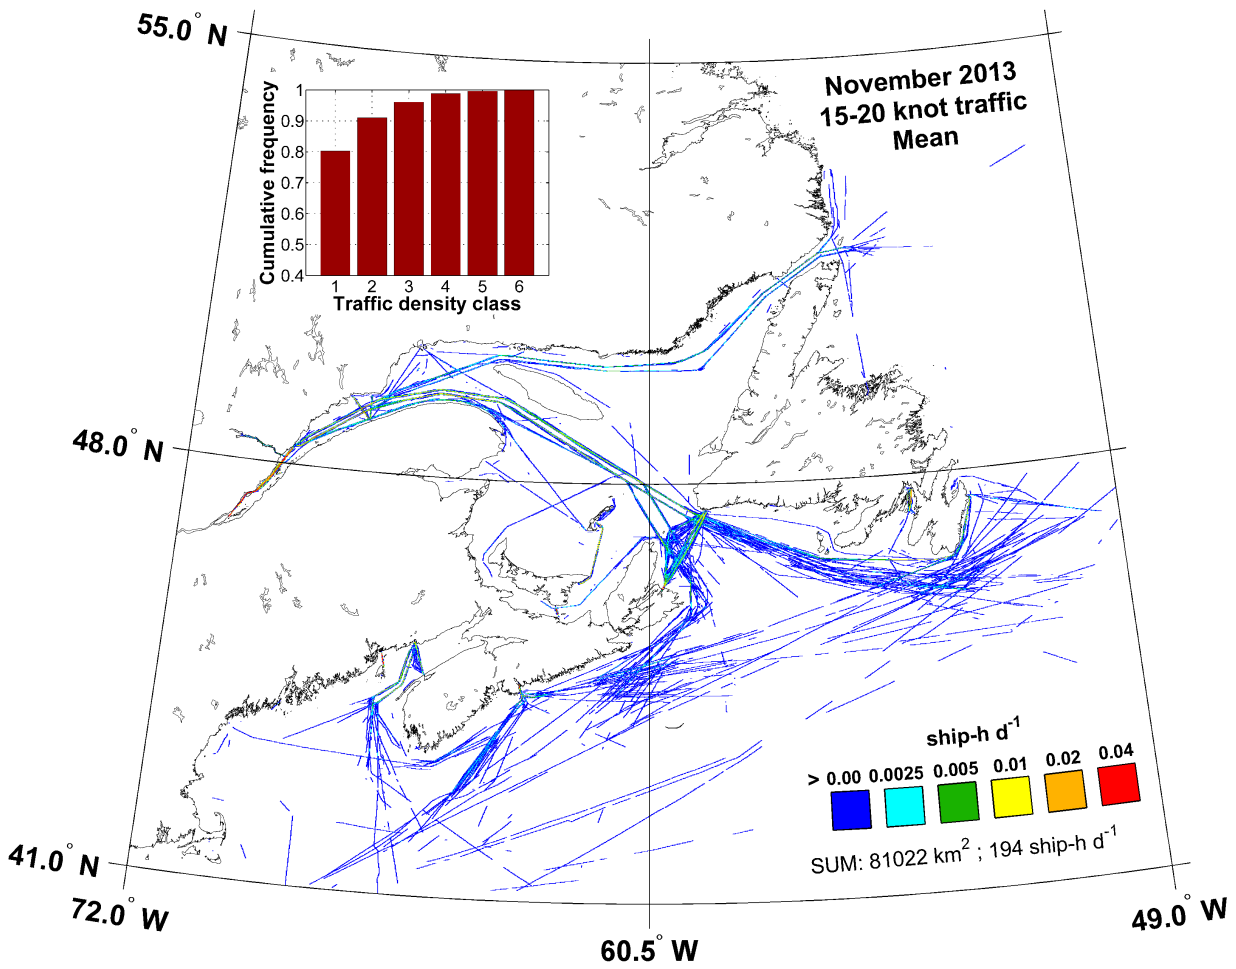 55.0° N
November 2013
15-20 knot traffic
Mean
Cumulative frequency
1
0.9
0.8
0.7
0.6
0.5
0.4
1 2 3 4 5 6
Traffic density class
48.0° N
ship-h d-1
> 0.00 0.0025 0.005 0.01 0.02 0.04
SUM: 81022 km2 ; 194 ship-h d-1
41.0° N
72.0° W
60.5° W
49.0° W